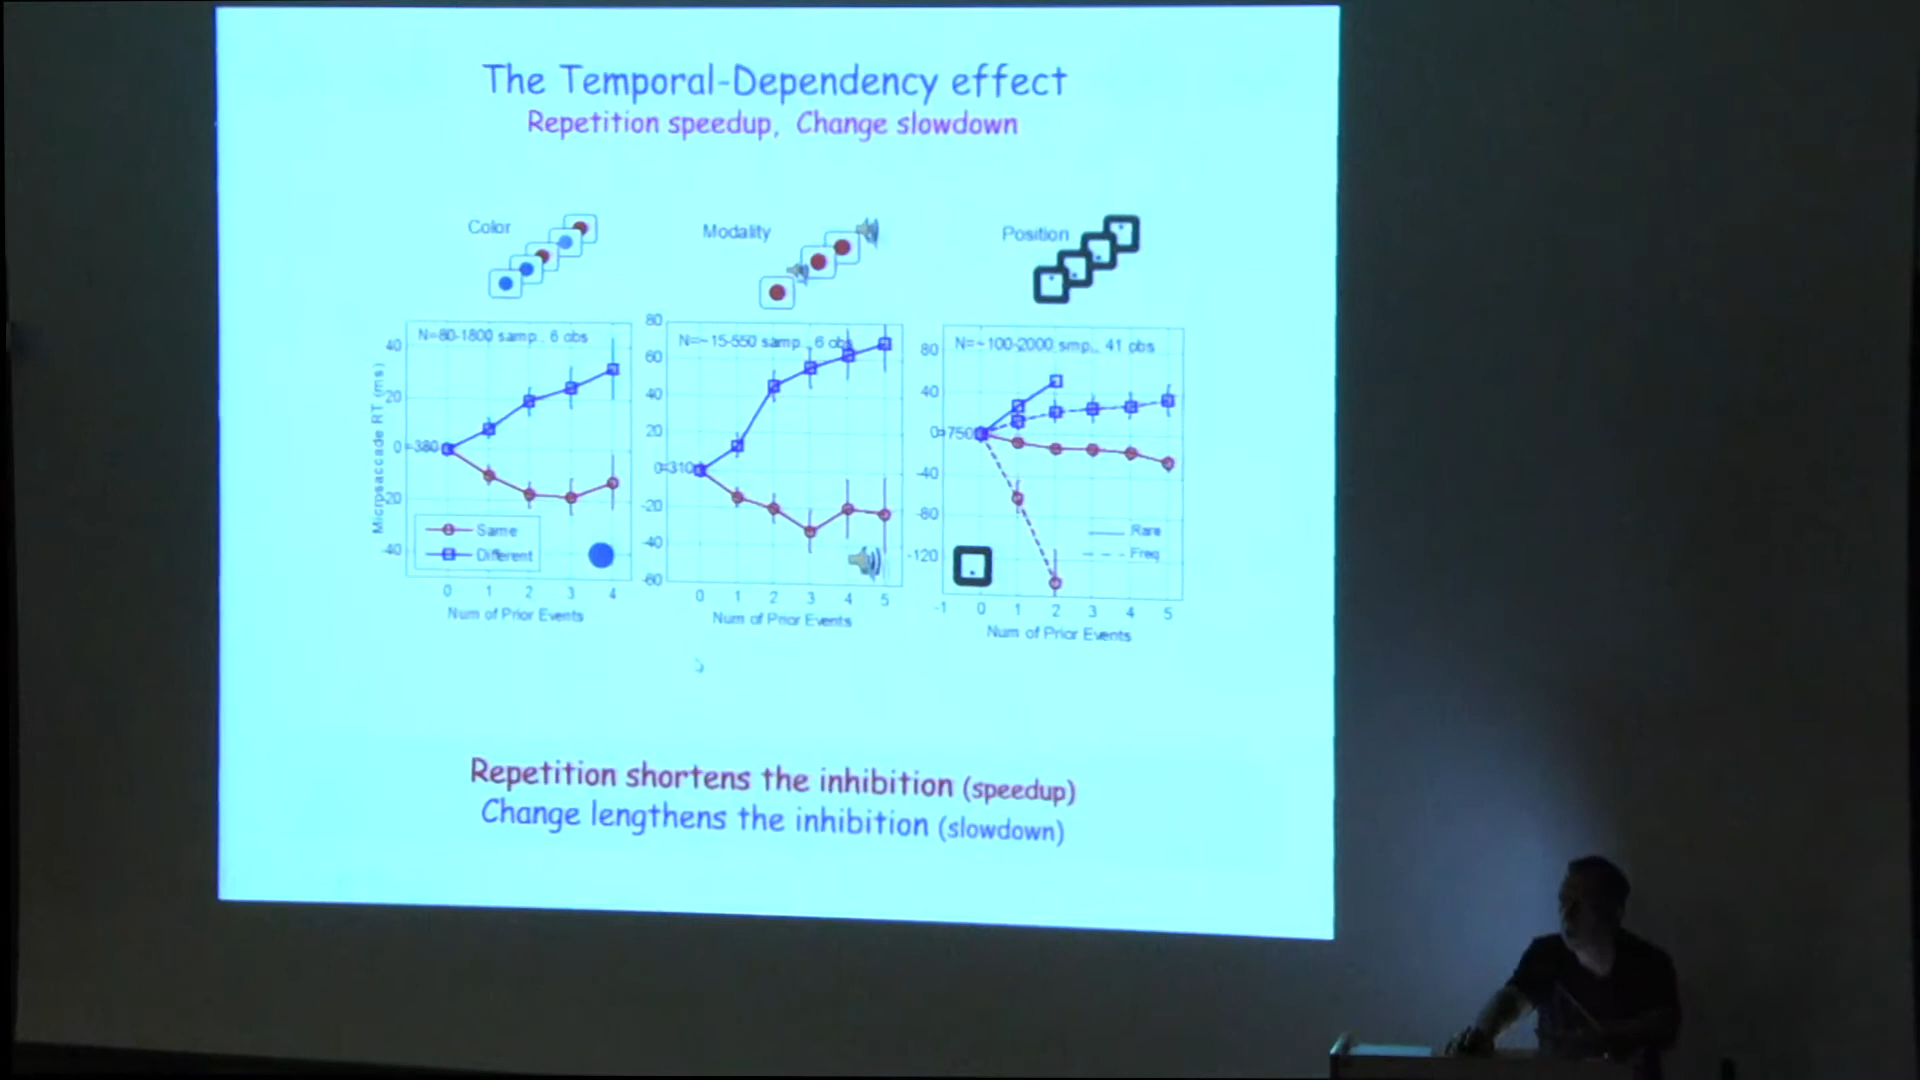 The Temporal-Dependency effect
Repetition speedup, Change slowdown
Color
Modality
Position
N=80-1800 samp., 6 obs
N=~15-550 samp., 6 obs
N=~100-2000 smp., 41 obs
Micrpsaccade RT (ms)
40
20
0=380
-20
-40
Same
Different
0 1 2 3 4
Num of Prior Events
80
60
40
20
0=310
-20
-40
-60
0 1 2 3 4 5
Num of Prior Events
80
40
0=750
-40
-80
-120
Rare
Freq
-1 0 1 2 3 4 5
Num of Prior Events
Repetition shortens the inhibition (speedup)
Change lengthens the inhibition (slowdown)